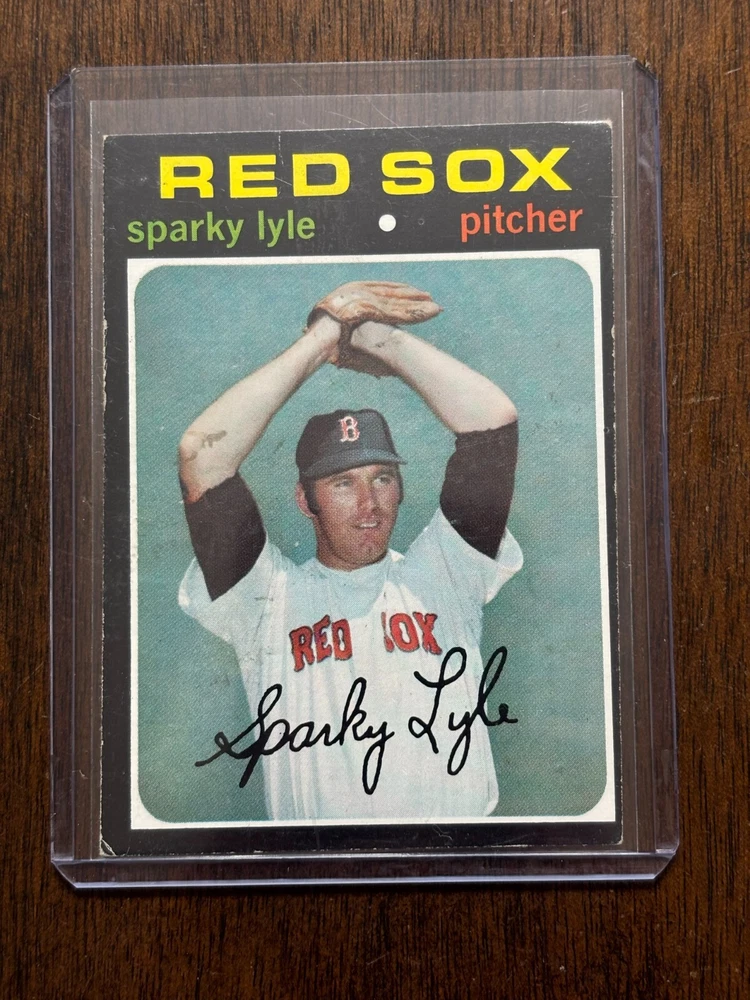 RED SOX
sparky lyle pitcher
B
RED SOX
Sparky Lyle